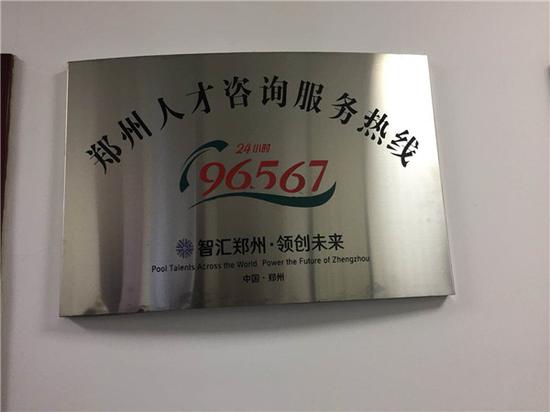 郑州人才咨询服务热线
24小时
96567
智汇郑州·领创未来
Pool Talents Across the World Power the Future of Zhengzhou
中国·郑州